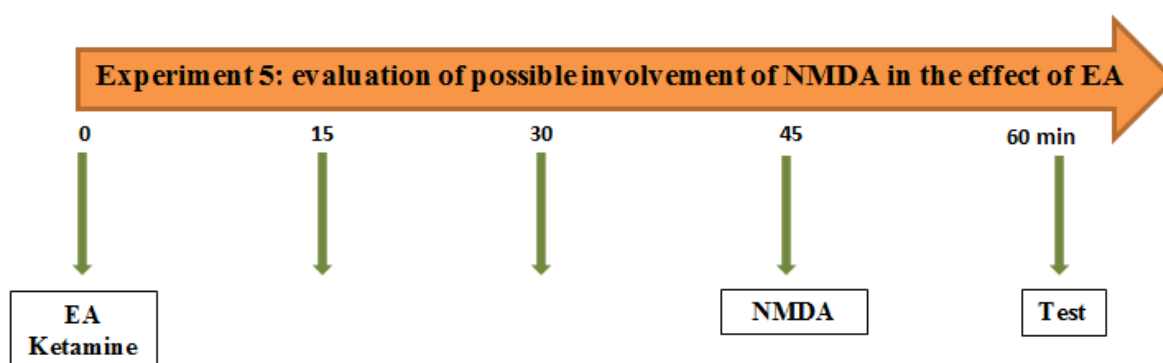 Experiment 5: evaluation of possible involvement of NMDA in the effect of EA
0 15 30 45 60 min
EA
Ketamine
NMDA
Test